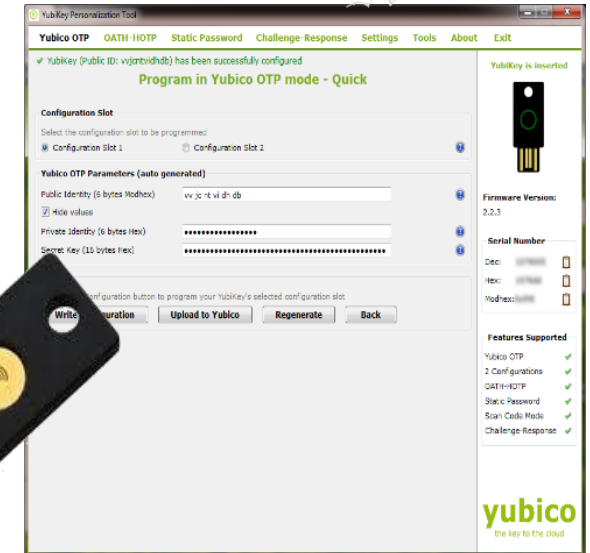 YubiKey Personalization Tool
Yubico OTP OATH-HOTP Static Password Challenge-Response Settings Tools About Exit
YubiKey (Public ID: vvjcntvidhdb) has been successfully configured
Program in Yubico OTP mode - Quick
Configuration Slot
Select the configuration slot to be programmed
Configuration Slot 1 Configuration Slot 2
Yubico OTP Parameters (auto generated)
Public Identity (6 bytes Modhex) vv jc nt vi dh db
Hide values
Private Identity (6 bytes Hex) •••••••••••••••••
Secret Key (16 bytes Hex) •••••••••••••••••••••••••••••••••••••••••••••••
configuration button to program your YubiKey's selected configuration slot
Write uration Upload to Yubico Regenerate Back
YubiKey is inserted
Firmware Version:
2.2.3
Serial Number
Dec:
Hex:
Modhex:
Features Supported
Yubico OTP
2 Configurations
OATH-HOTP
Static Password
Scan Code Mode
Challenge-Response
yubico
the key to the cloud